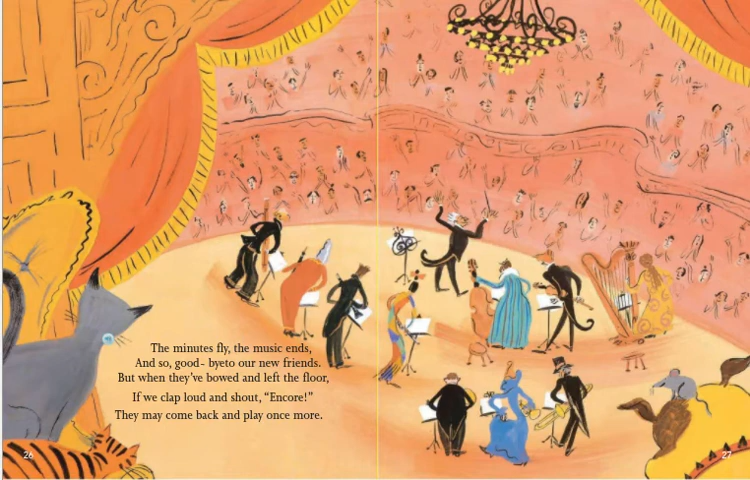 The minutes fly, the music ends,
And so, good- byeto our new friends.
But when they've bowed and left the floor,
If we clap loud and shout, "Encore!"
They may come back and play once more.
26
27